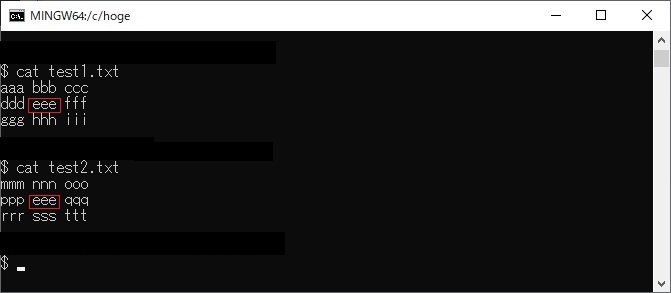 MINGW64:/c/hoge
$ cat test1.txt
aaa bbb ccc
ddd eee fff
ggg hhh iii
$ cat test2.txt
mmm nnn ooo
ppp eee qqq
rrr sss ttt
$